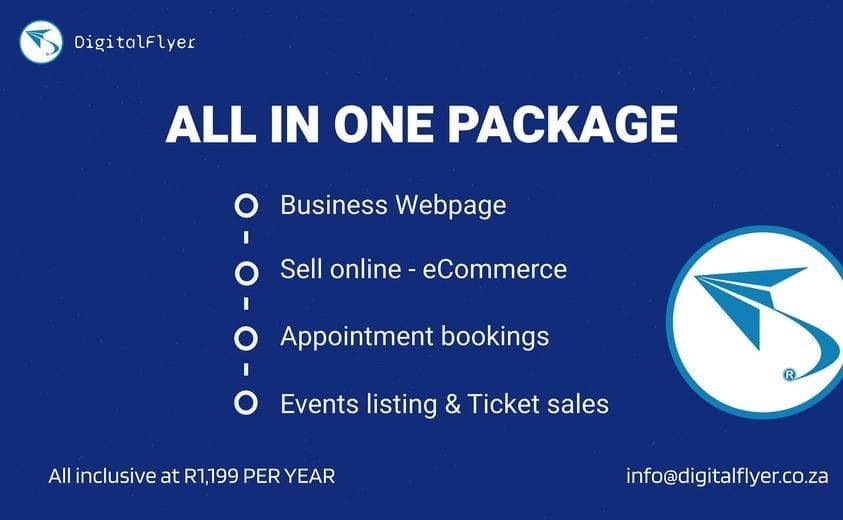 DigitalFlyer
ALL IN ONE PACKAGE
Business Webpage
Sell online - eCommerce
Appointment bookings
Events listing & Ticket sales
®
All inclusive at R1,199 PER YEAR
info@digitalflyer.co.za